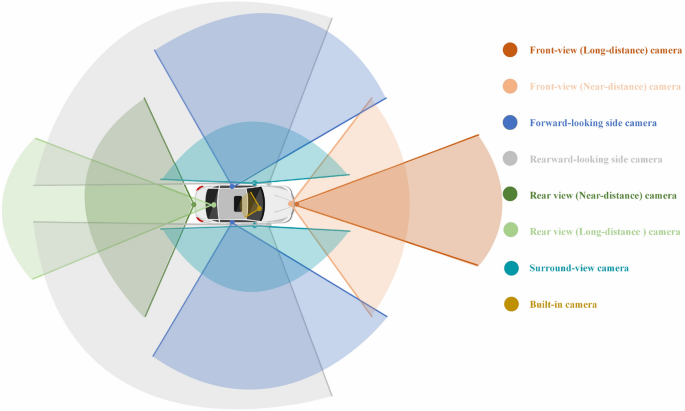 Front-view (Long-distance) camera
Front-view (Near-distance) camera
Forward-looking side camera
Rearward-looking side camera
Rear view (Near-distance) camera
Rear view (Long-distance ) camera
Surround-view camera
Built-in camera